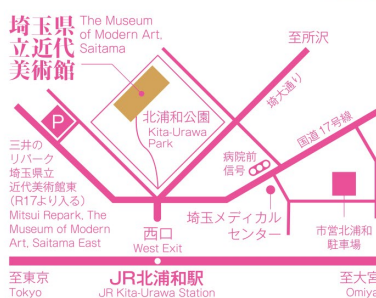 埼玉県
立近代
美術館
The Museum
of Modern Art,
Saitama
至所沢
埼大通り
国道17号線
P
北浦和公園
Kita-Urawa
Park
病院前
信号
三井の
リパーク
埼玉県立
近代美術館東
(R17より入る)
Mitsui Repark, The
Museum of Modern
Art, Saitama East
埼玉メディカル
センター
市営北浦和
駐車場
西口
West Exit
至東京
Tokyo
JR北浦和駅
JR Kita-Urawa Station
至大宮
Omiya